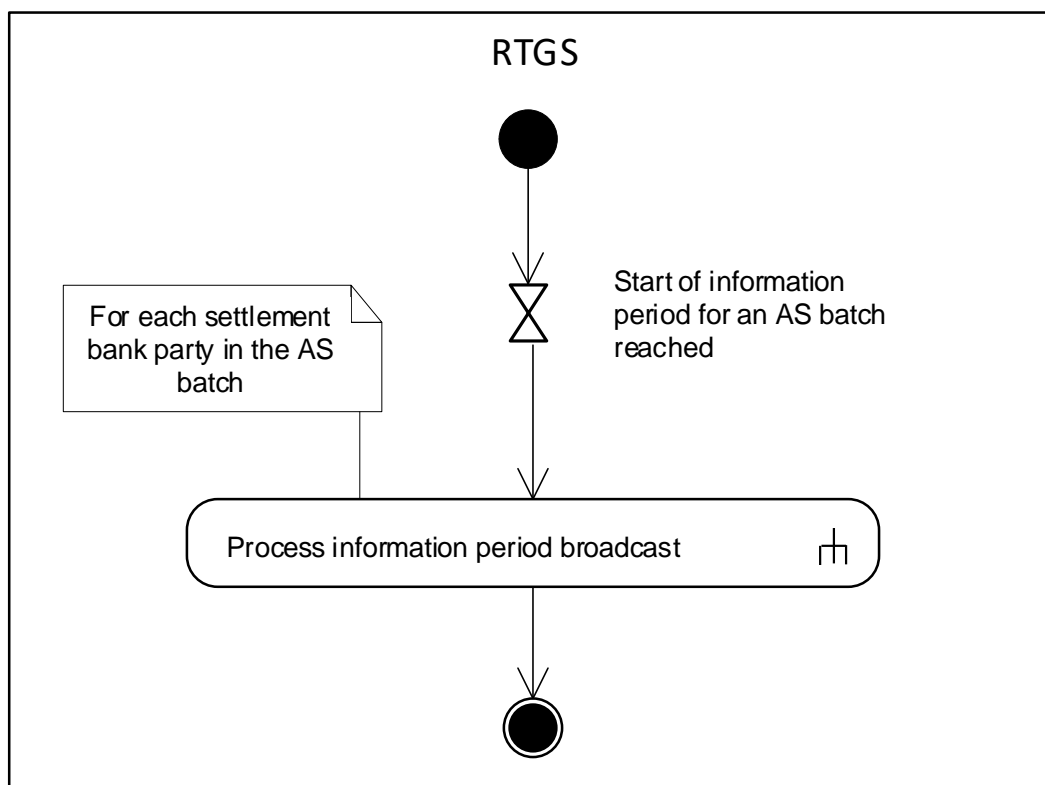 RTGS
Start of information
period for an AS batch
reached
For each settlement
bank party in the AS
batch
Process information period broadcast